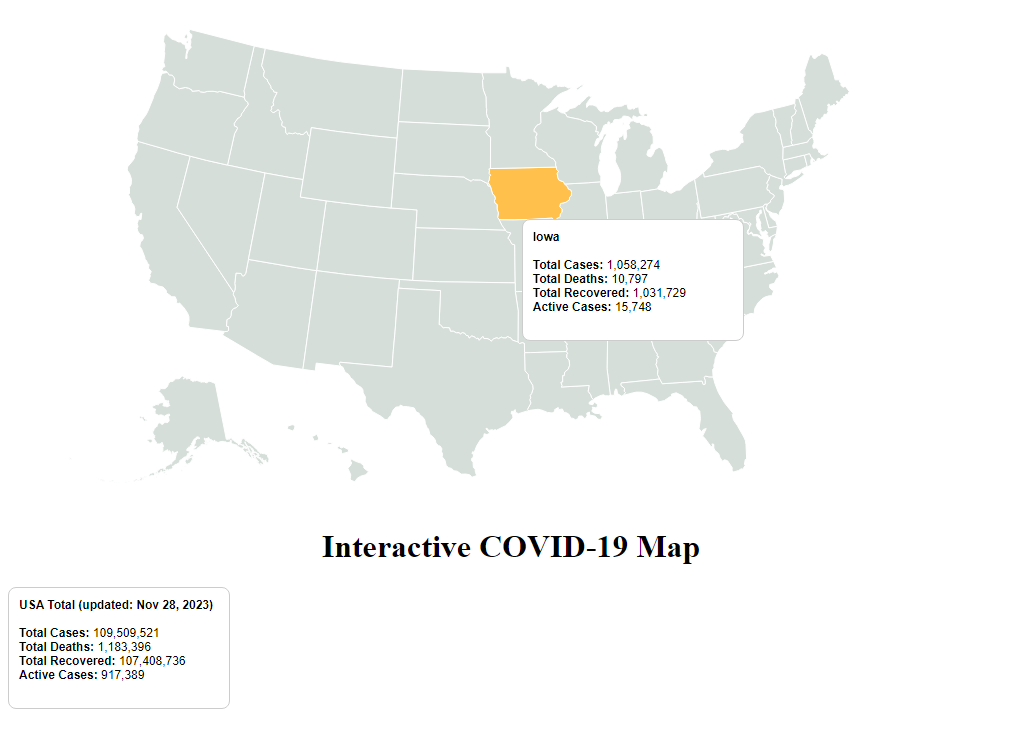 Iowa
Total Cases: 1,058,274
Total Deaths: 10,797
Total Recovered: 1,031,729
Active Cases: 15,748
Interactive COVID-19 Map
USA Total (updated: Nov 28, 2023)
Total Cases: 109,509,521
Total Deaths: 1,183,396
Total Recovered: 107,408,736
Active Cases: 917,389